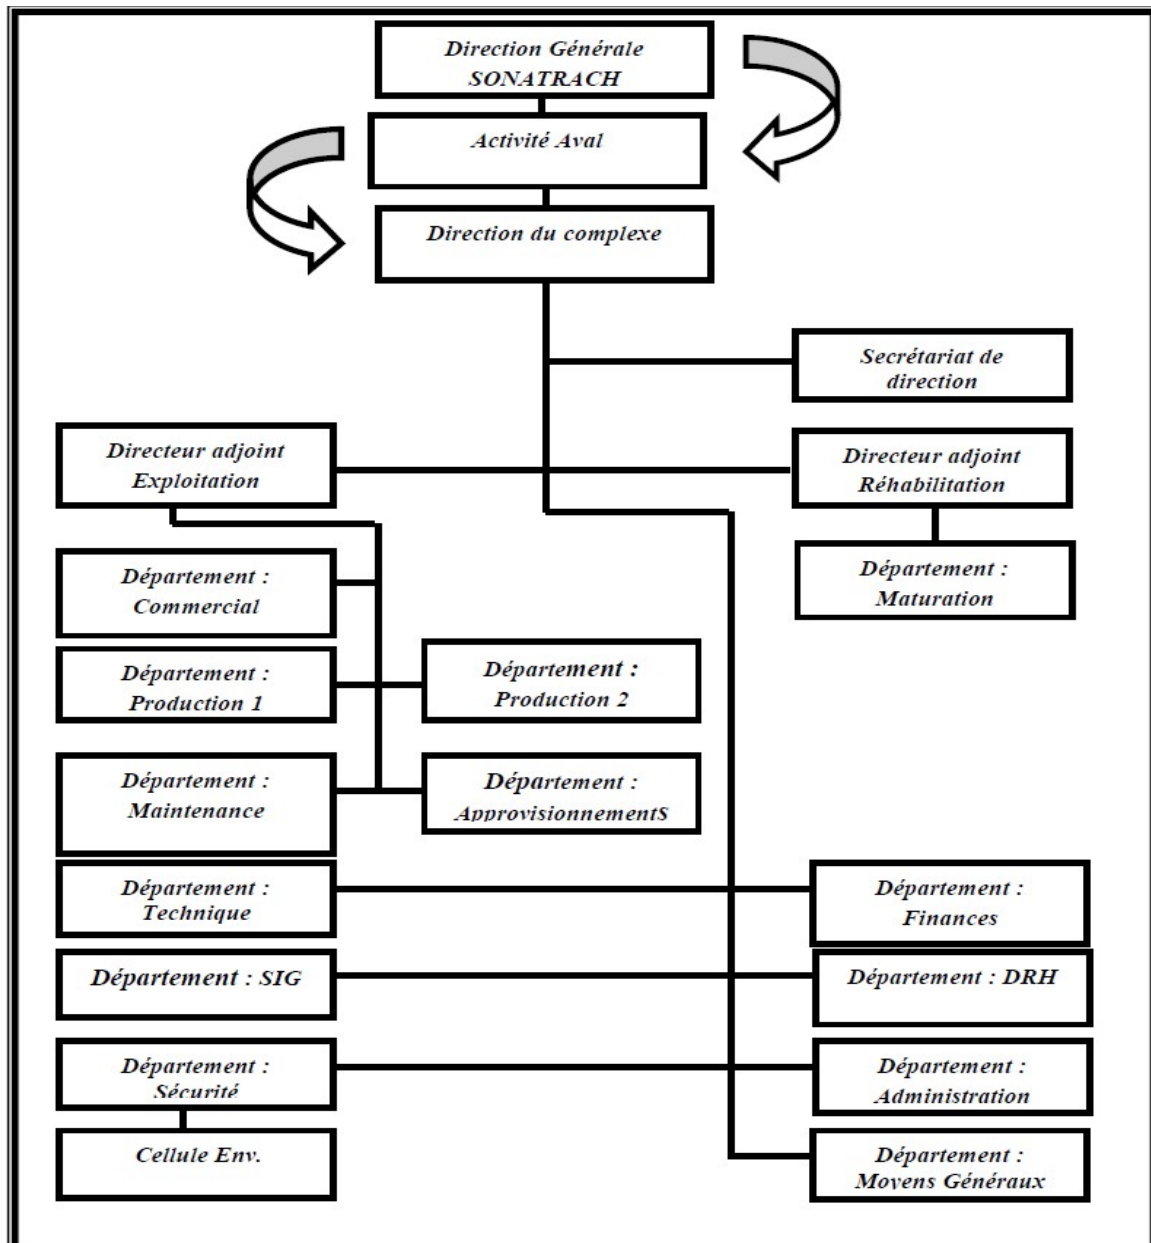 Direction Générale
SONATRACH
Activité Aval
Direction du complexe
Secrétariat de
direction
Directeur adjoint
Exploitation
Directeur adjoint
Réhabilitation
Département :
Commercial
Département :
Maturation
Département :
Production 1
Département :
Production 2
Département :
Maintenance
Département :
ApprovisionnementS
Département :
Technique
Département :
Finances
Département : SIG
Département : DRH
Département :
Sécurité
Département :
Administration
Cellule Env.
Département :
Moyens Généraux